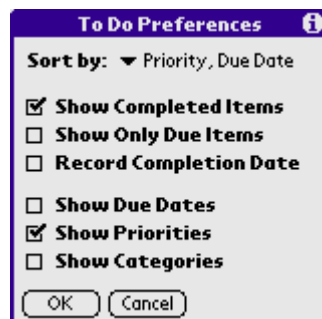 To Do Preferences i
Sort by: Priority, Due Date
Show Completed Items
Show Only Due Items
Record Completion Date
Show Due Dates
Show Priorities
Show Categories
OK Cancel